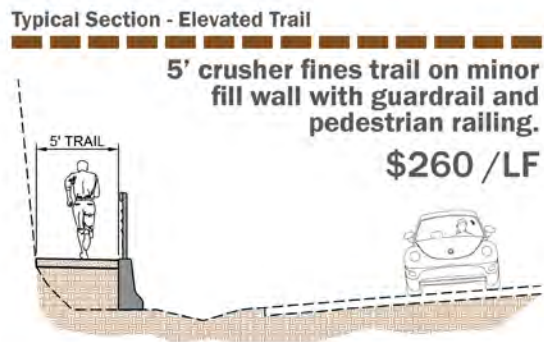 Typical Section - Elevated Trail
5' crusher fines trail on minor
fill wall with guardrail and
pedestrian railing.
$260 /LF
5' TRAIL